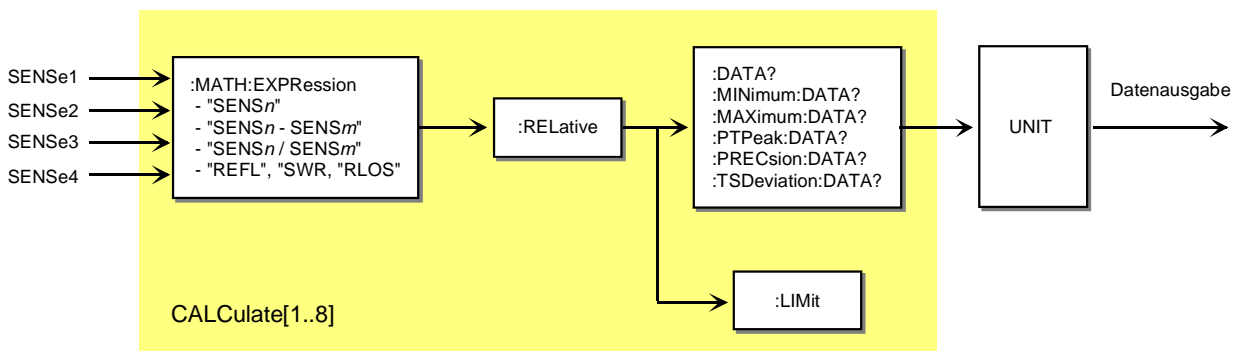 SENSe1
SENSe2
SENSe3
SENSe4
:MATH:EXPRession
- "SENSn"
- "SENSn - SENSm"
- "SENSn / SENSm"
- "REFL", "SWR, "RLOS"
:RELative
:DATA?
:MINimum:DATA?
:MAXimum:DATA?
:PTPeak:DATA?
:PRECsion:DATA?
:TSDeviation:DATA?
UNIT
Datenausgabe
:LIMit
CALCulate[1..8]